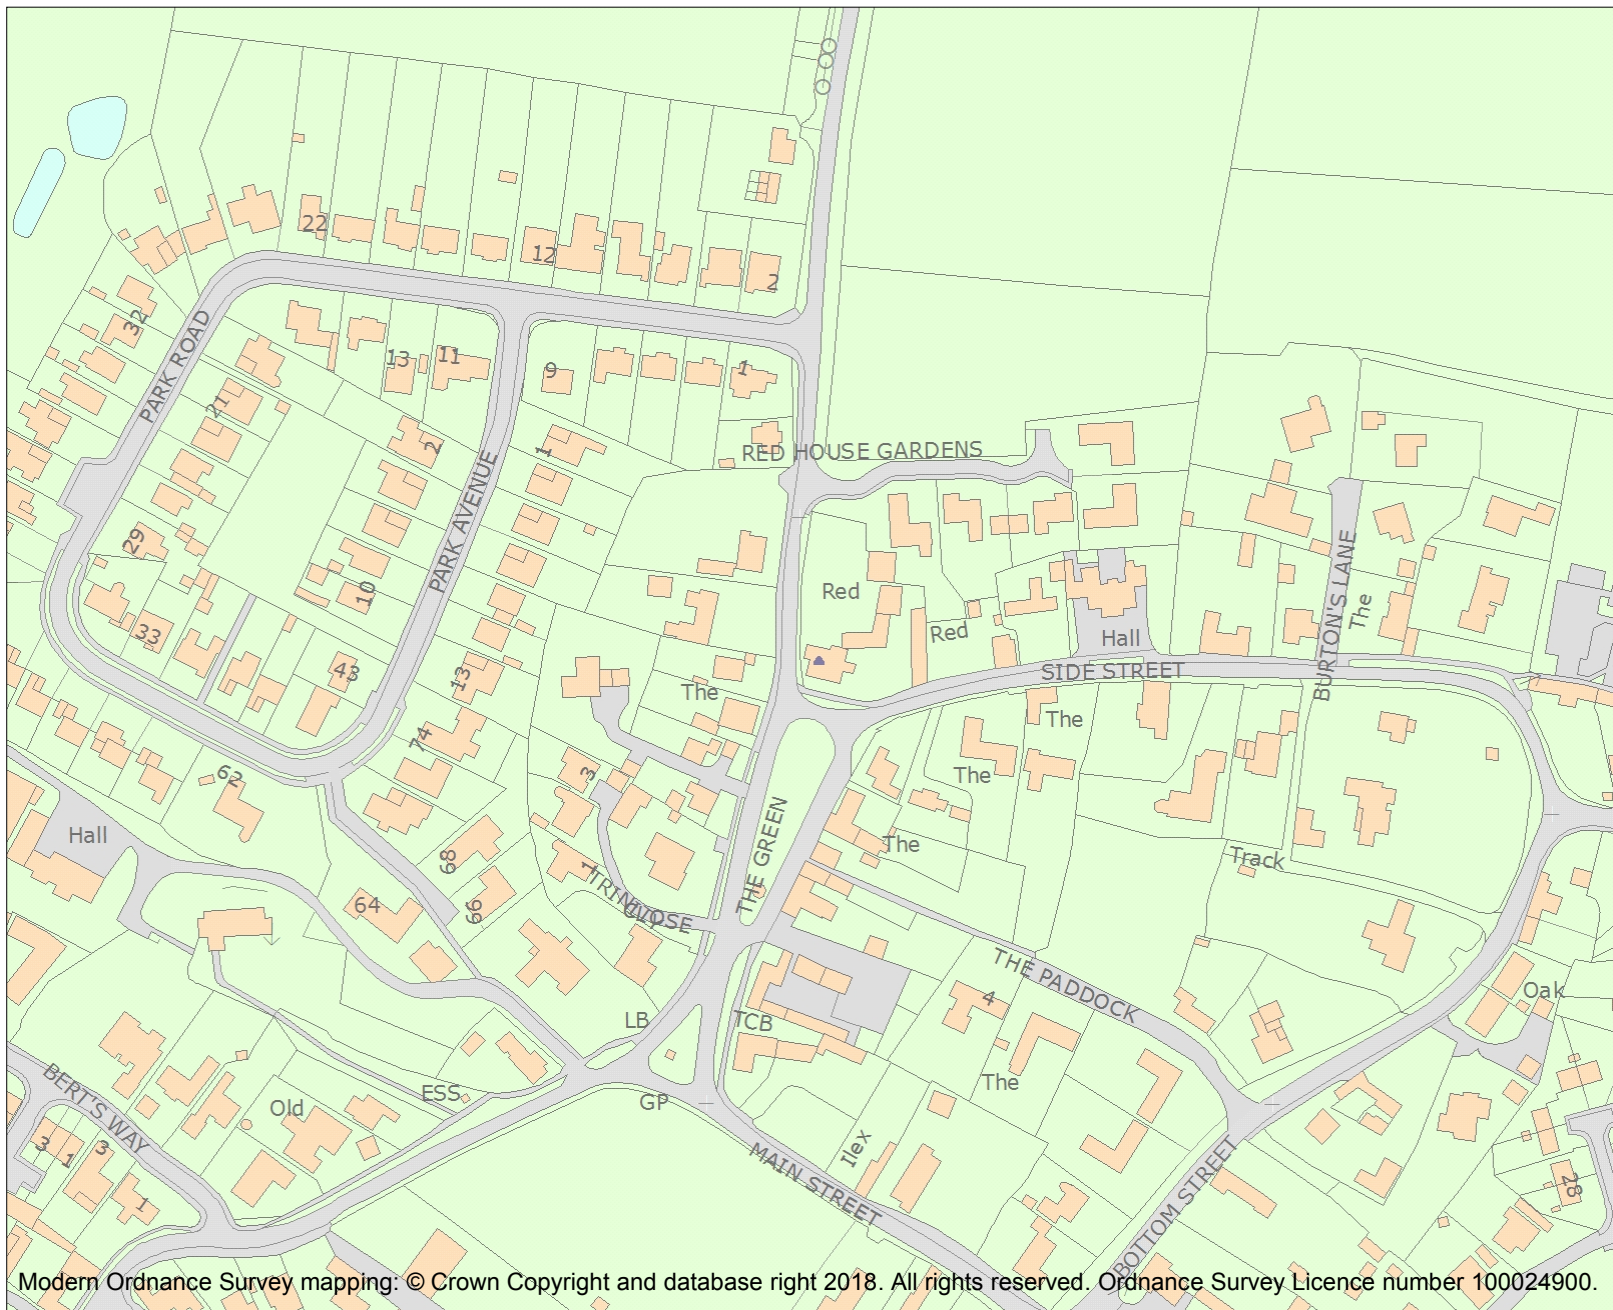 22
12
2
32
PARK ROAD
13
11
9
1
21
2
1
RED HOUSE GARDENS
PARK AVENUE
29
10
33
43
13
Red
Red
Hall
SIDE STREET
BURTON'S LANE
The
The
The
74
62
3
The
The
THE GREEN
Hall
68
66
64
1
TRINITY
CLOSE
Track
THE PADDOCK
4
Oak
LB
TCB
The
ESS
GP
BERT'S WAY
Old
3
1
3
1
Ilex
MAIN STREET
BOTTOM STREET
28
Modern Ordnance Survey mapping: © Crown Copyright and database right 2018. All rights reserved. Ordnance Survey Licence number 100024900.